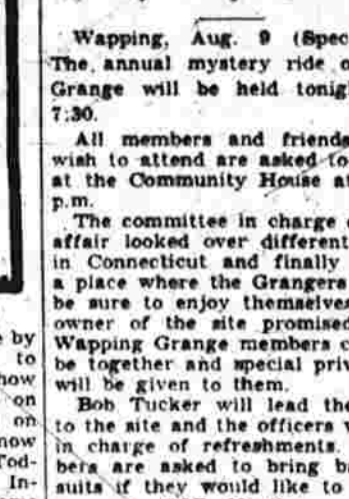 Wapping, Aug. 9 (Spec
The annual mystery ride o
Grange will be held tonig
7:30.
All members and friends
wish to attend are asked to
at the Community House at
p.m.
The committee in charge
affair looked over different
in Connecticut and finally
a place where the Grangers
be sure to enjoy themselves
owner of the site promised
Wapping Grange members c
be together and special priv
will be given to them.
Bob Tucker will lead the
to the site and the officers
in charge of refreshments.
bers are asked to bring ba
suits if they would like to
e by
to
how
on
on
now
Tod-
In-